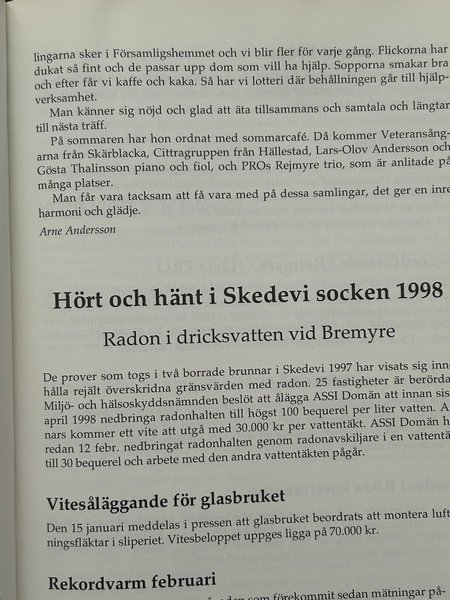 lingarna sker i Församligshemmet och vi blir fler för varje gång. Flickorna har
dukat så fint och de passar upp dom som vill ha hjälp. Sopporna smakar bra
och efter får vi kaffe och kaka. Så har vi lotteri där behållningen går till hjälp-
verksamhet.
Man känner sig nöjd och glad att äta tillsammans och samtala och längtar
till nästa träff.
På sommaren har hon ordnat med sommarcafé. Då kommer Veteransång-
arna från Skärblacka, Cittragruppen från Hällestad, Lars-Olov Andersson och
Gösta Thalinsson piano och fiol, och PROs Rejmyre trio, som är anlitade på
många platser.
Man får vara tacksam att få vara med på dessa samlingar, det ger en inre
harmoni och glädje.
Arne Andersson
Hört och hänt i Skedevi socken 1998
Radon i dricksvatten vid Bremyre
De prover som togs i två borrade brunnar i Skedevi 1997 har visats sig inne-
hålla rejält överskridna gränsvärden med radon. 25 fastigheter är berörda
Miljö- och hälsoskyddsnämnden beslöt att ålägga ASSI Domän att innan sis
april 1998 nedbringa radonhalten till högst 100 bequerel per liter vatten. A
nars kommer ett vite att utgå med 30.000 kr per vattentäkt. ASSI Domän h
redan 12 febr. nedbringat radonhalten genom radonavskiljare i en vattentä
till 30 bequerel och arbete med den andra vattentäkten pågår.
Vitesåläggande för glasbruket
Den 15 januari meddelas i pressen att glasbruket beordrats att montera luft
ningsfläktar i sliperiet. Vitesbeloppet uppges ligga på 70.000 kr.
Rekordvarm februari
som förekommit sedan mätningar på-